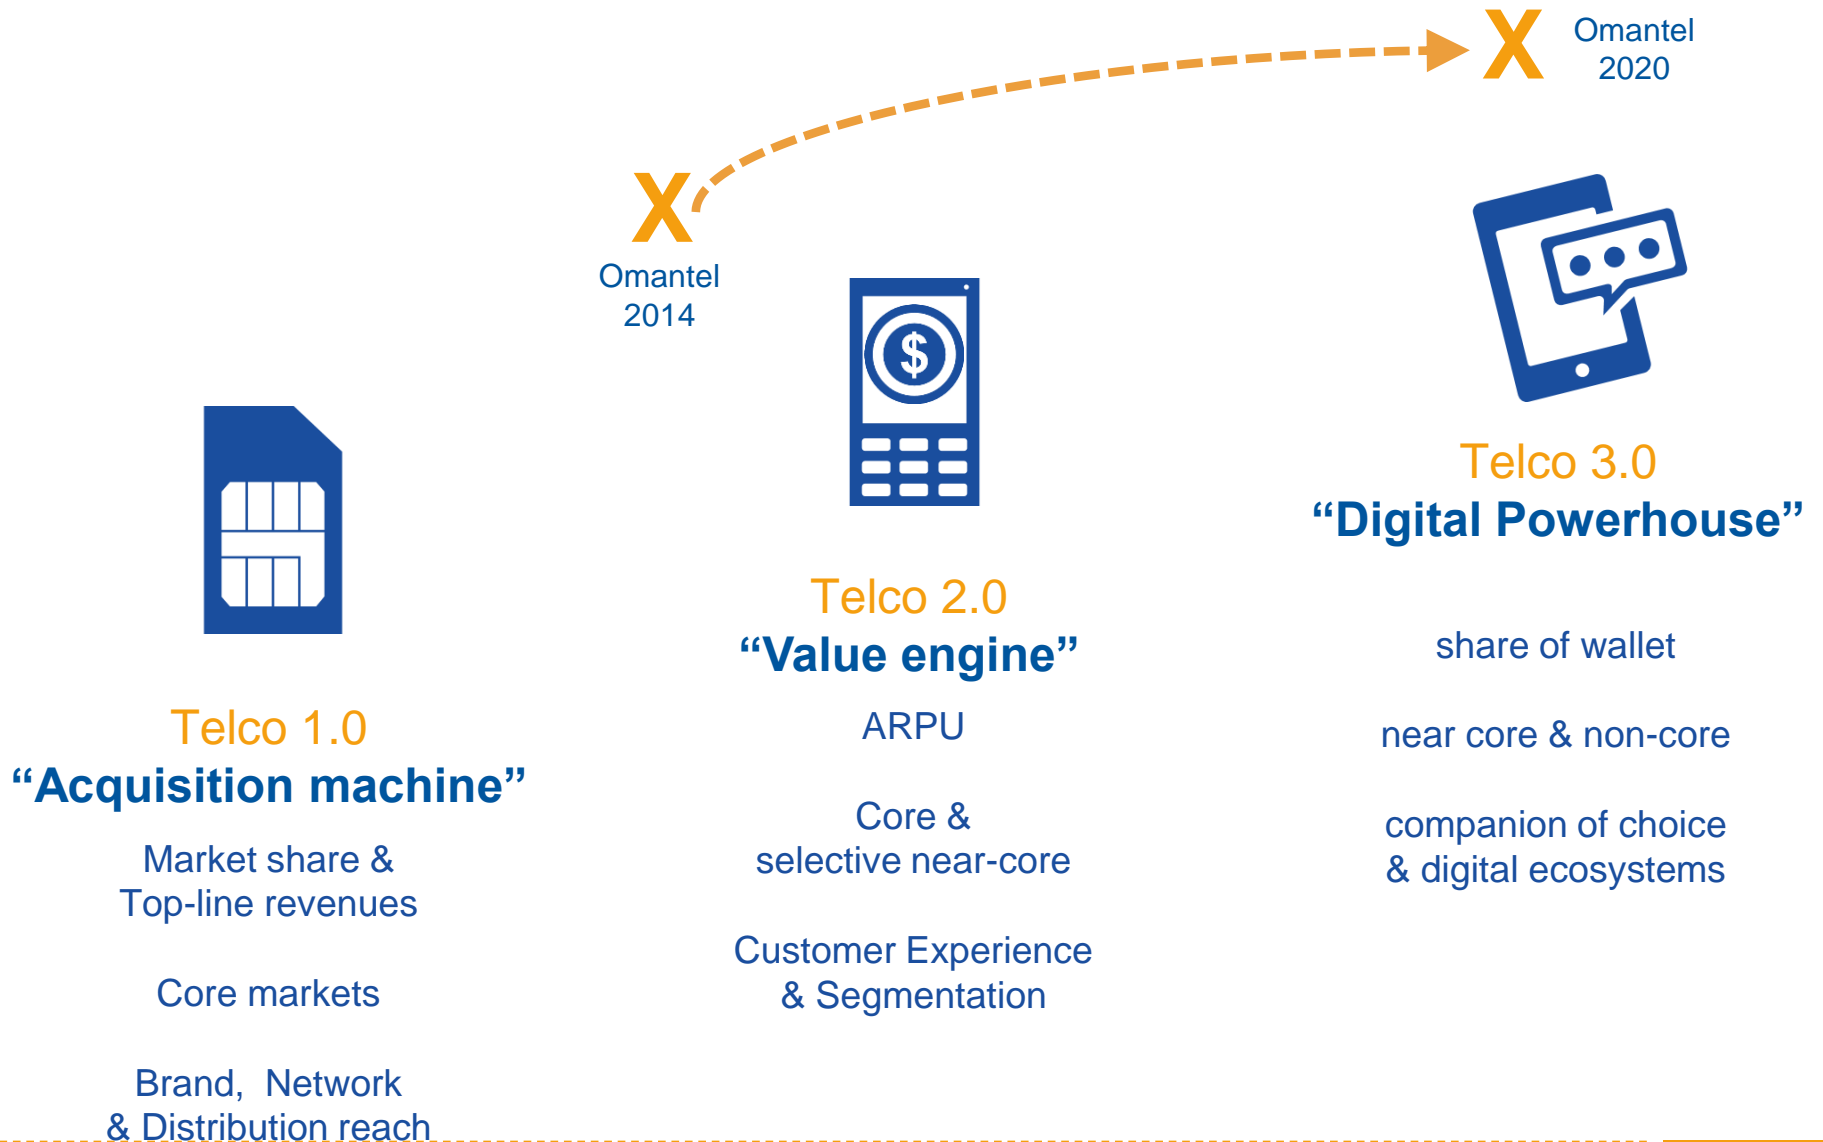 X
Omantel
2020
X
Omantel
2014
$
Telco 1.0
“Acquisition machine”
Market share &
Top-line revenues
Core markets
Brand,  Network
& Distribution reach
Telco 2.0
“Value engine”
ARPU
Core &
selective near-core
Customer Experience
& Segmentation
Telco 3.0
“Digital Powerhouse”
share of wallet
near core & non-core
companion of choice
& digital ecosystems